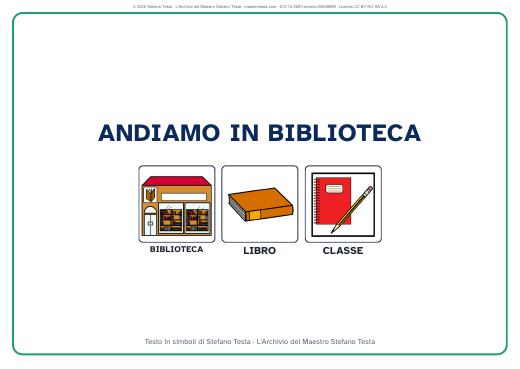 ANDIAMO IN BIBLIOTECA
BIBLIOTECA
LIBRO
CLASSE
Testo in simboli di Stefano Testa - L'Archivio del Maestro Stefano Testa